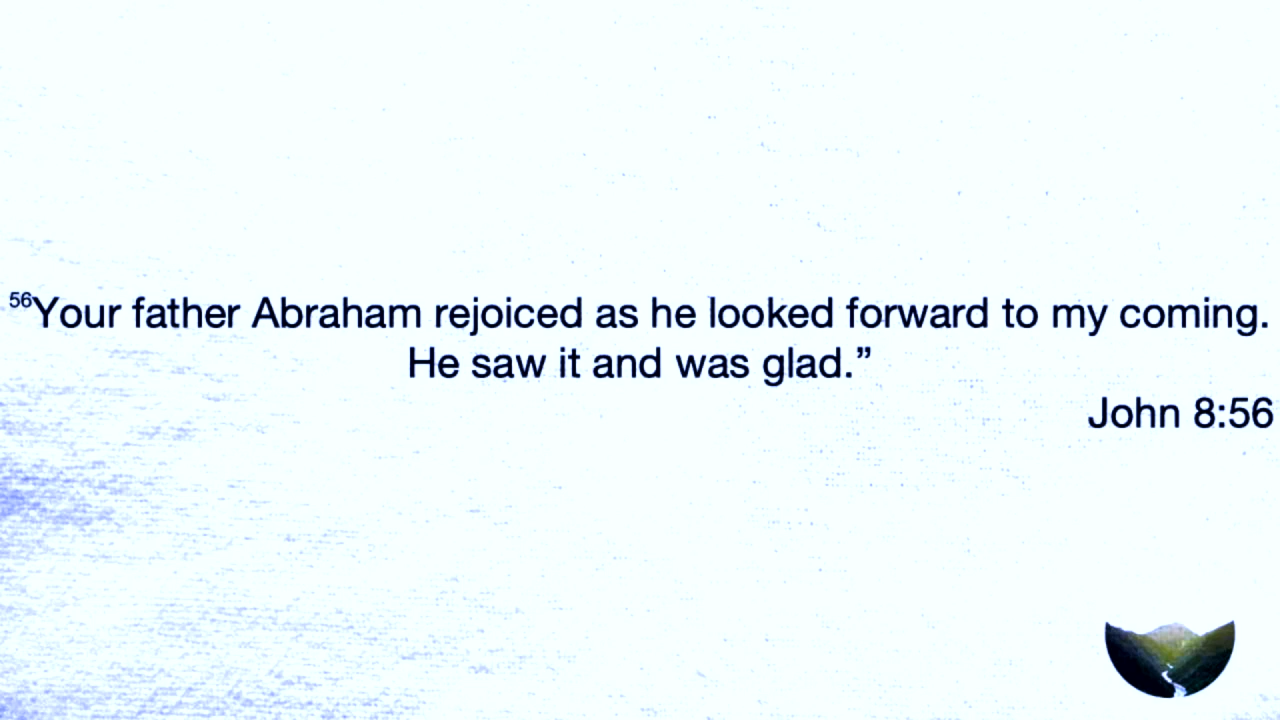 56Your father Abraham rejoiced as he looked forward to my coming.
He saw it and was glad.”
John 8:56